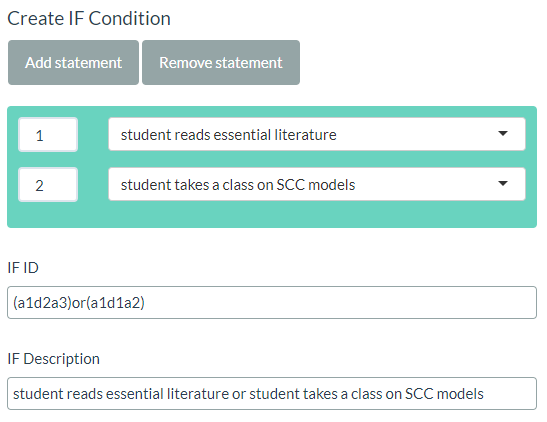 Create IF Condition
Add statement Remove statement
1 student reads essential literature
2 student takes a class on SCC models
IF ID
(a1d2a3)or(a1d1a2)
IF Description
student reads essential literature or student takes a class on SCC models